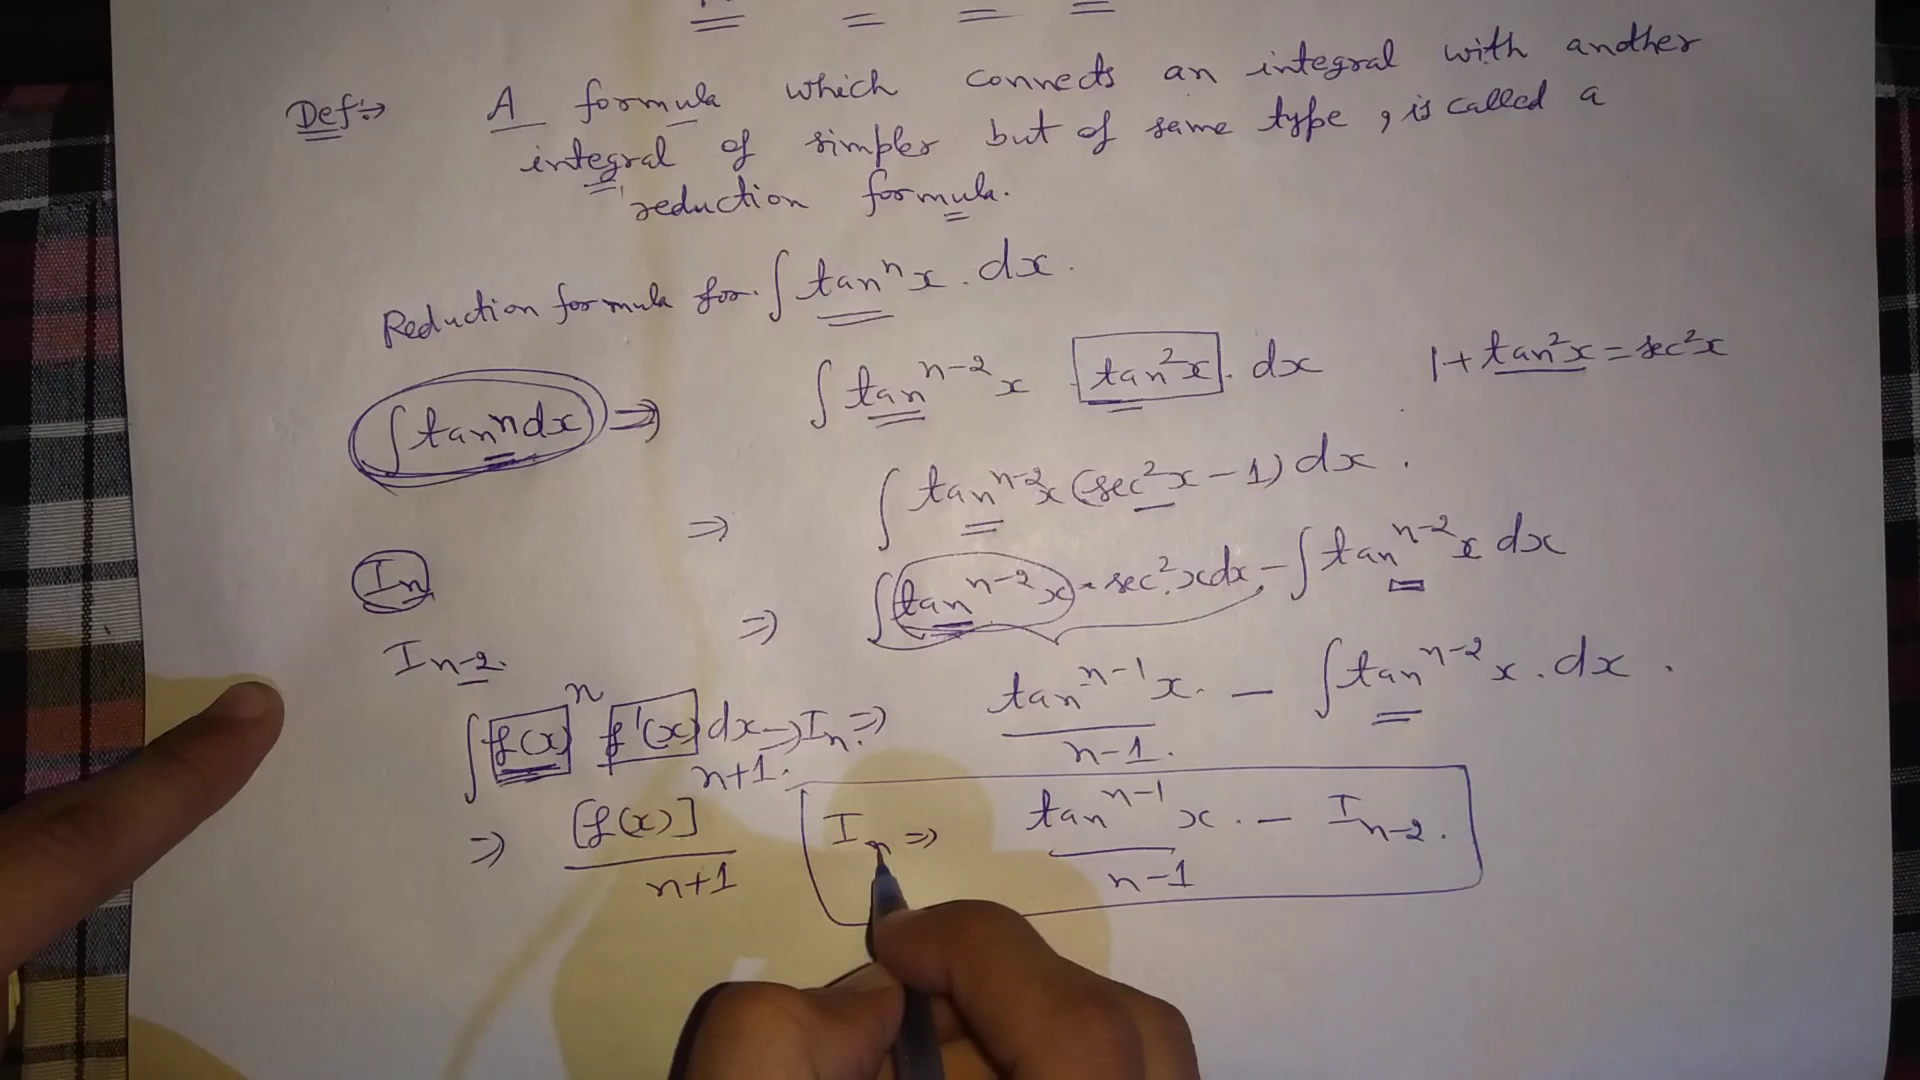 Def:→ A formula which connects an integral with another
integral of simpler but of same type, is called a
reduction formula.
Reduction formula for ∫ tanⁿx . dx.
∫ tanⁿdx ⇒ ∫ tanⁿ⁻²x . tan²x . dx 1 + tan²x = sec²x
⇒ ∫ tanⁿ⁻²x (sec²x - 1) dx .
In ⇒ ∫ tanⁿ⁻²x . sec²x dx - ∫ tanⁿ⁻²x dx
In-2.
∫ f(x)ⁿ f'(x) dx → In ⇒ tanⁿ⁻¹x. / n-1. - ∫ tanⁿ⁻²x . dx .
⇒ [f(x)]ⁿ⁺¹. / n+1
In ⇒ tanⁿ⁻¹x . / n-1 - In-2.